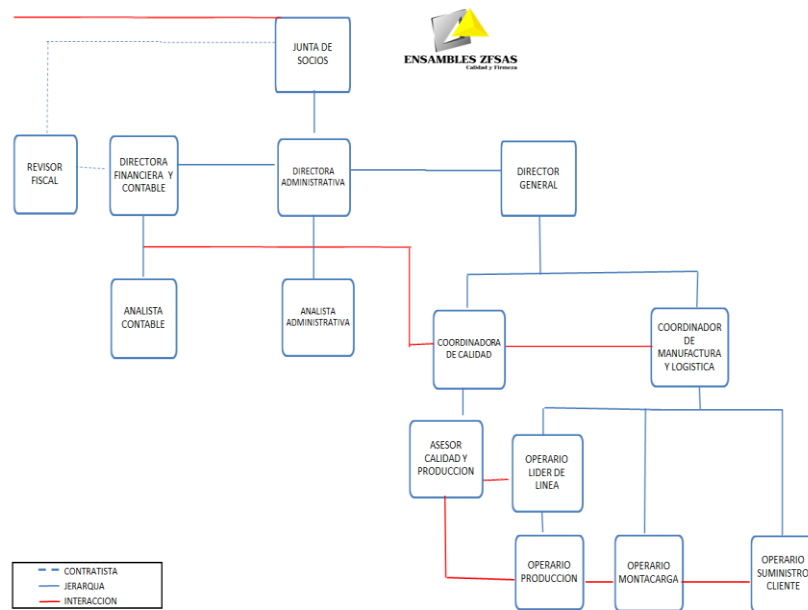 JUNTA DE
SOCIOS
ENSAMBLES ZFSAS
Calidad y Firmeza
REVISOR
FISCAL
DIRECTORA
FINANCIERA Y
CONTABLE
DIRECTORA
ADMINISTRATIVA
DIRECTOR
GENERAL
ANALISTA
CONTABLE
ANALISTA
ADMINISTRATIVA
COORDINADORA
DE CALIDAD
COORDINADOR
DE
MANUFACTURA
Y LOGISTICA
ASESOR
CALIDAD Y
PRODUCCION
OPERARIO
LIDER DE
LINEA
OPERARIO
PRODUCCION
OPERARIO
MONTACARGA
OPERARIO
SUMINISTRO
CLIENTE
CONTRATISTA
JERARQUA
INTERACCION